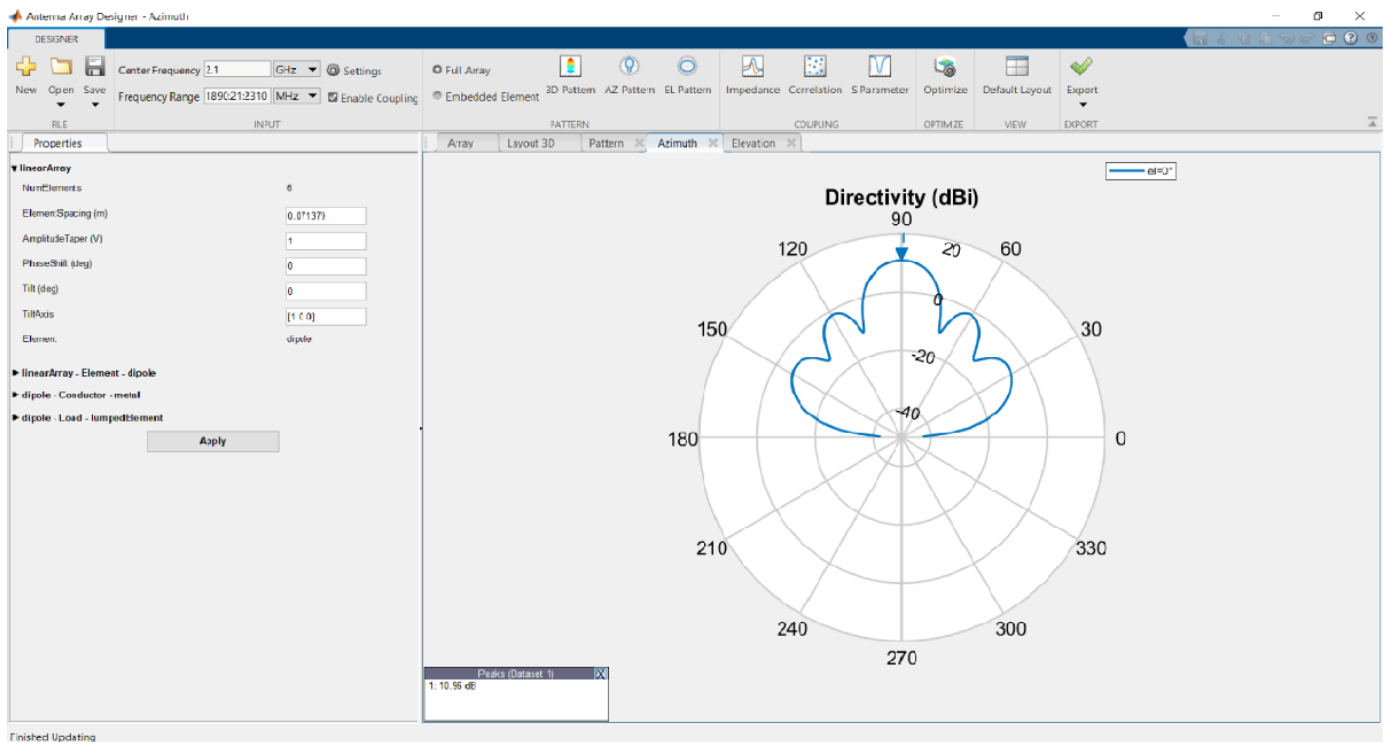 Antenna Array Designer - Azimuth
DESIGNER
New Open Save
FILE
Center Frequency 2.1 GHz Settings
Frequency Range 1890:21:2310 MHz Enable Coupling
INPUT
Full Array
Embedded Element
3D Pattern AZ Pattern EL Pattern
PATTERN
Impedance Correlation S Parameter
COUPLING
Optimize
OPTIMIZE
Default Layout
VIEW
Export
EXPORT
Properties
linearArray
NumElements 6
ElementSpacing (m) 0.071379
AmplitudeTaper (V) 1
PhaseShift (deg) 0
Tilt (deg) 0
TiltAxis [1 0 0]
Element dipole
linearArray - Element - dipole
dipole - Conductor - metal
dipole - Load - lumpedElement
Apply
Array Layout 3D Pattern Azimuth Elevation
el=0°
Directivity (dBi)
90
120 20 60
0
150 30
-20
-40
180 0
210 330
240 300
270
Peaks (Dataset 1)
1: 10.96 dB
Finished Updating